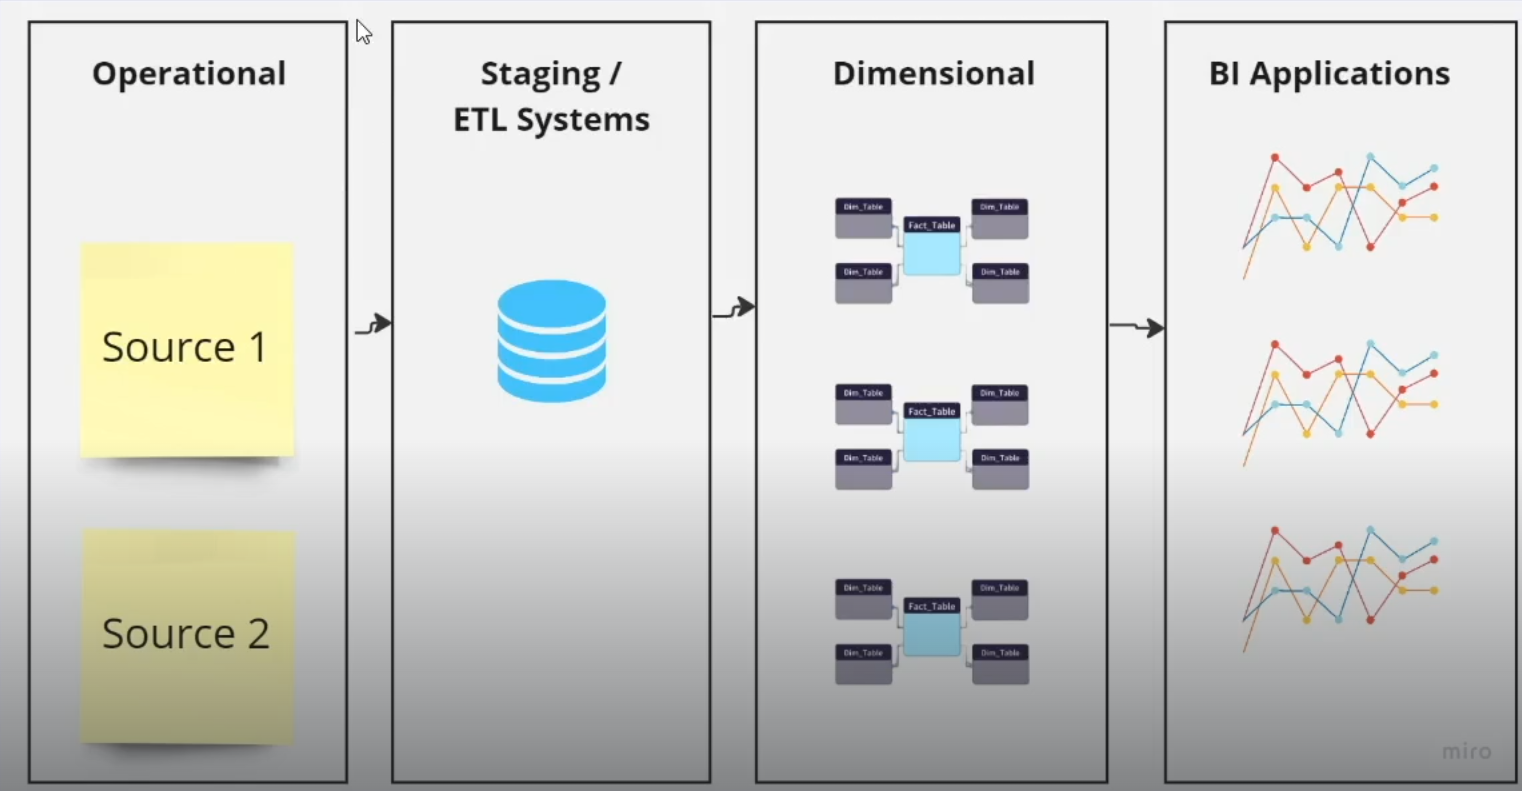 Operational
Source 1
Source 2
Staging /
ETL Systems
Dimensional
Dim_Table
Fact_Table
Dim_Table
Dim_Table
Dim_Table
Dim_Table
Fact_Table
Dim_Table
Dim_Table
Dim_Table
Dim_Table
Fact_Table
Dim_Table
Dim_Table
Dim_Table
BI Applications
miro